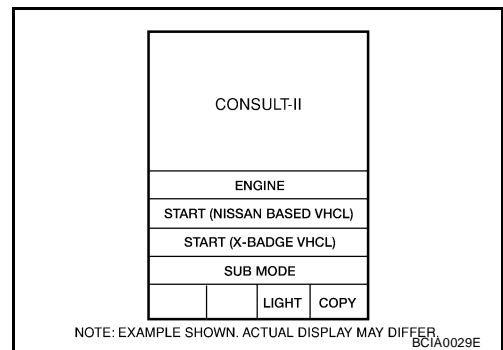 CONSULT-II
ENGINE
START (NISSAN BASED VHCL)
START (X-BADGE VHCL)
SUB MODE
LIGHT COPY
NOTE: EXAMPLE SHOWN. ACTUAL DISPLAY MAY DIFFER.
BCIA0029E